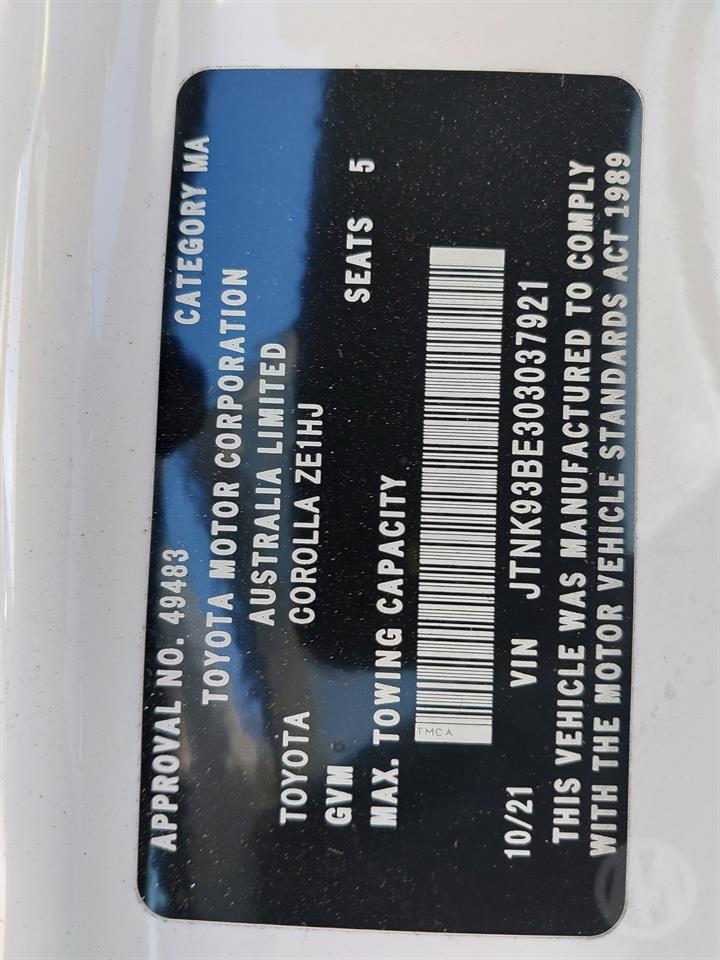 APPROVAL NO. 49483 CATEGORY MA
TOYOTA MOTOR CORPORATION
AUSTRALIA LIMITED
TOYOTA COROLLA ZE1HJ
GVM SEATS 5
MAX. TOWING CAPACITY
TMCA
10/21 VIN JTNK93BE303037921
THIS VEHICLE WAS MANUFACTURED TO COMPLY
WITH THE MOTOR VEHICLE STANDARDS ACT 1989
M